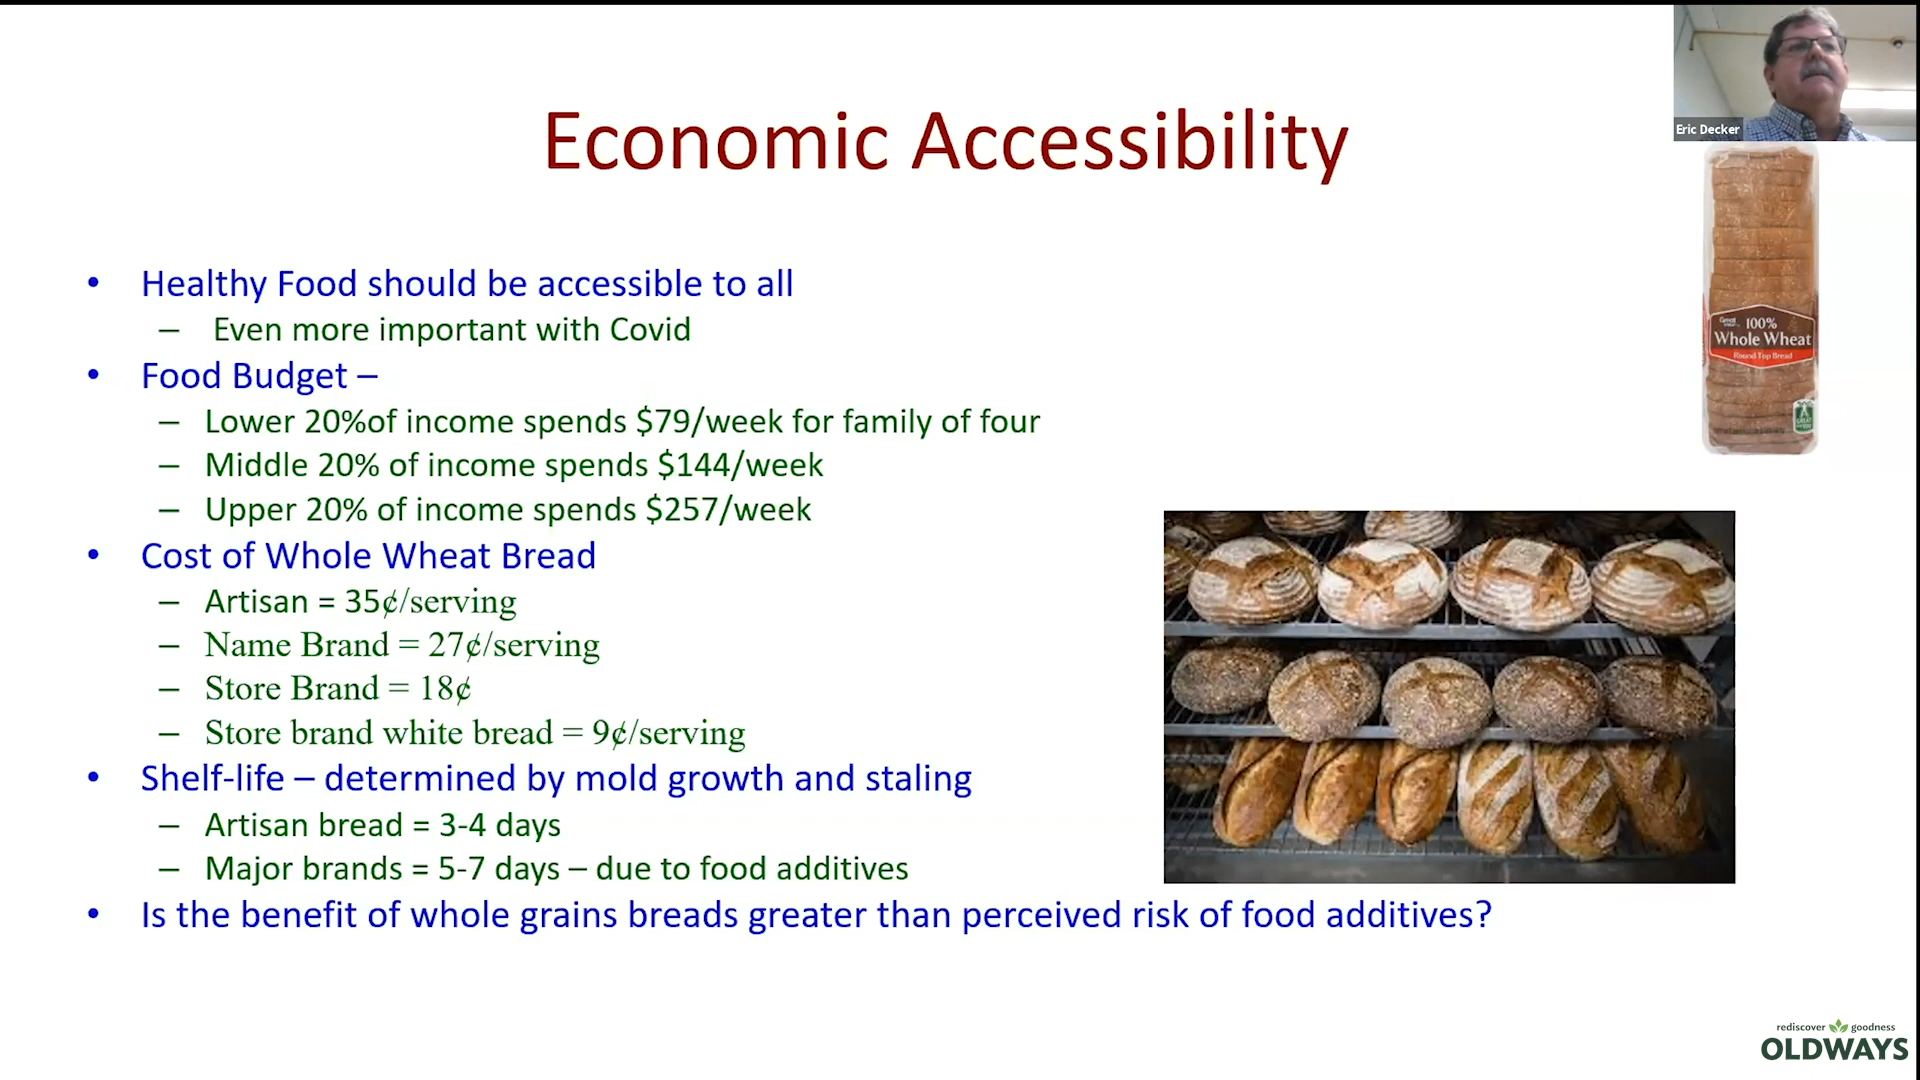 Eric Decker
Economic Accessibility
100%
Whole Wheat
Round Top Bread
• Healthy Food should be accessible to all
– Even more important with Covid
• Food Budget –
– Lower 20%of income spends $79/week for family of four
– Middle 20% of income spends $144/week
– Upper 20% of income spends $257/week
• Cost of Whole Wheat Bread
– Artisan = 35¢/serving
– Name Brand = 27¢/serving
– Store Brand = 18¢
– Store brand white bread = 9¢/serving
• Shelf-life – determined by mold growth and staling
– Artisan bread = 3-4 days
– Major brands = 5-7 days – due to food additives
• Is the benefit of whole grains breads greater than perceived risk of food additives?
rediscover goodness
OLDWAYS